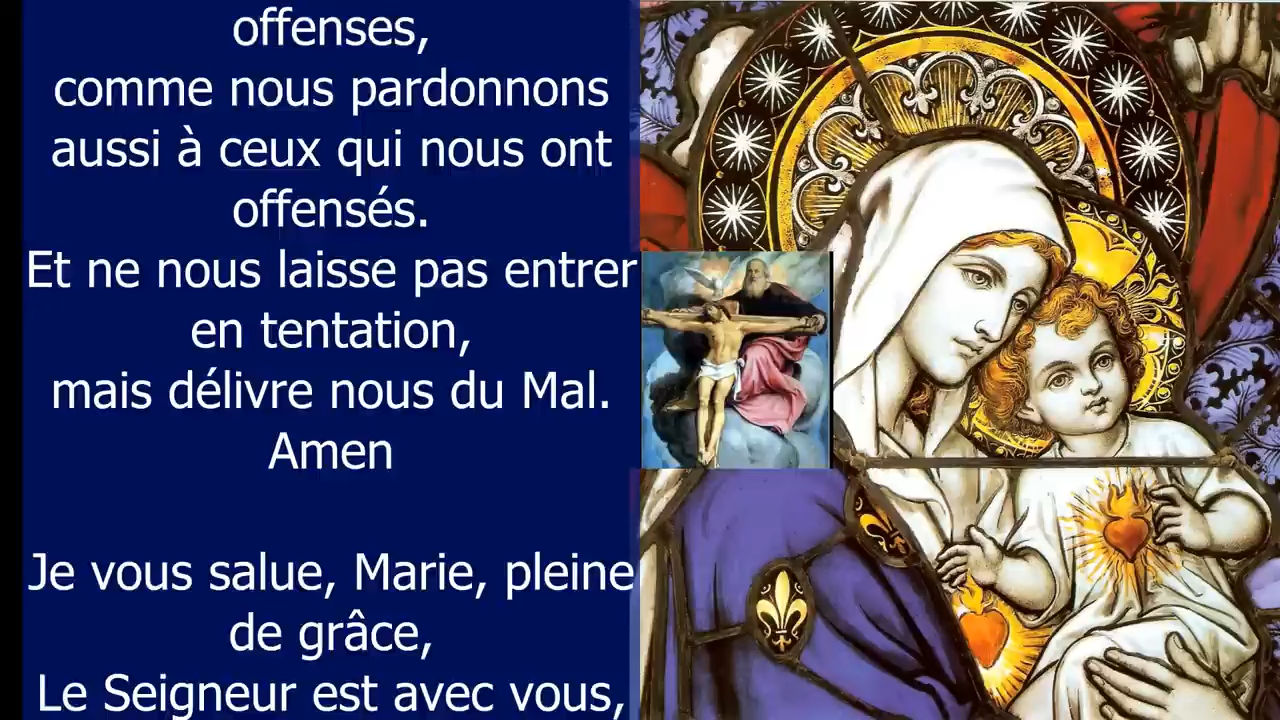 offenses,
comme nous pardonnons
aussi à ceux qui nous ont
offensés.
Et ne nous laisse pas entrer
en tentation,
mais délivre nous du Mal.
Amen
Je vous salue, Marie, pleine
de grâce,
Le Seigneur est avec vous,